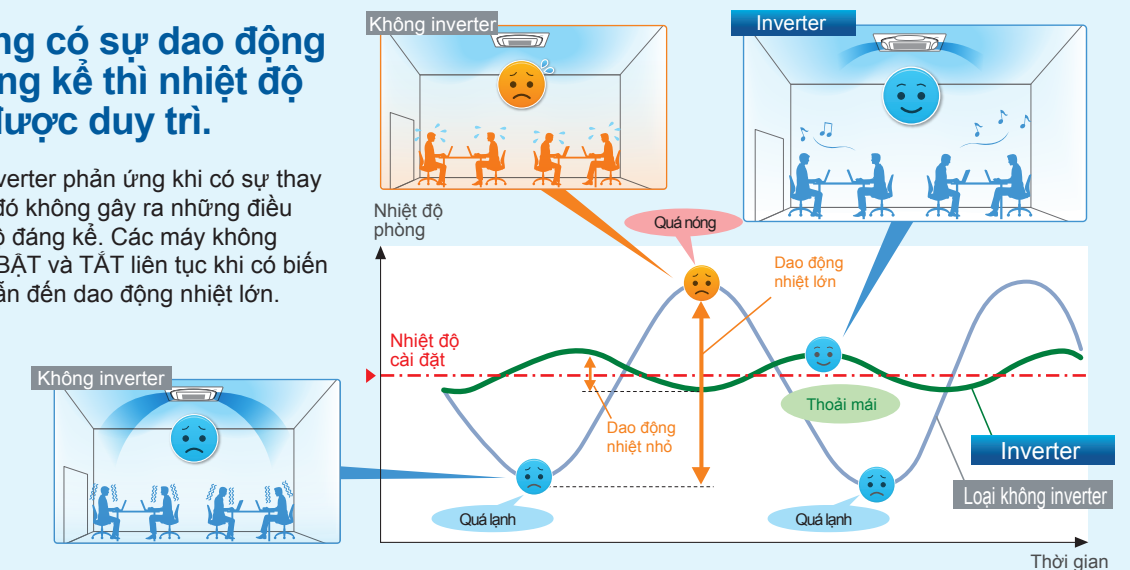 ng có sự dao động
ng kể thì nhiệt độ
được duy trì.
verter phản ứng khi có sự thay
đó không gây ra những điều
ộ đáng kể. Các máy không
BẬT và TẮT liên tục khi có biến
ẫn đến dao động nhiệt lớn.
Không inverter
Inverter
Nhiệt độ
phòng
Quá nóng
Dao động
nhiệt lớn
Nhiệt độ
cài đặt
Không inverter
Thoải mái
Dao động
nhiệt nhỏ
Inverter
Loại không inverter
Quá lạnh
Quá lạnh
Thời gian